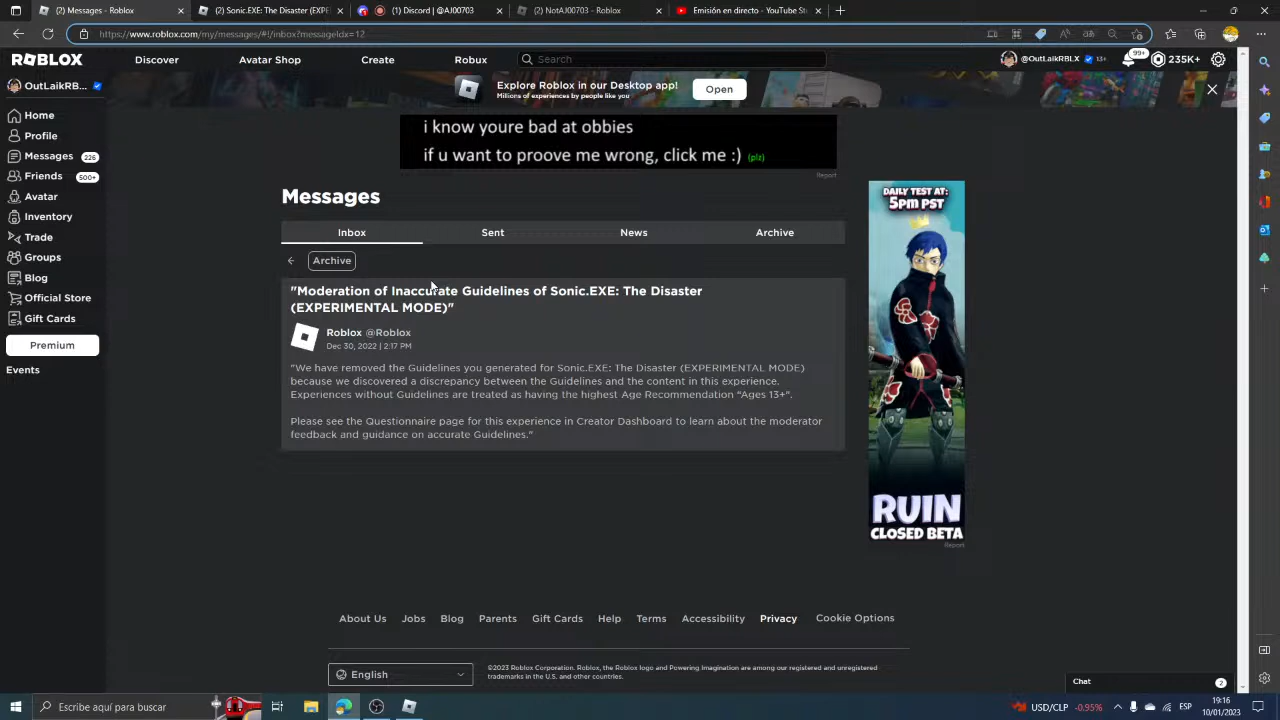 (2) Messages - Roblox
(2) Sonic.EXE: The Disaster (EXPE
(1) Discord | @AJ00703
(2) NotAJ00703 - Roblox
Emisión en directo - YouTube St
https://www.roblox.com/my/messages/#!/inbox?messageIdx=12
ROBLOX
Discover
Avatar Shop
Create
Robux
Search
@OutLaikRBLX
13+
99+
235K+
@OutLaikRB...
Explore Roblox in our Desktop app!
Millions of experiences by people like you
Open
Home
Profile
Messages
226
Friends
500+
Avatar
Inventory
Trade
Groups
Blog
Official Store
Gift Cards
Premium
Events
i know youre bad at obbies
if u want to proove me wrong, click me :) (plz)
Report
Messages
Inbox
Sent
News
Archive
Archive
"Moderation of Inaccurate Guidelines of Sonic.EXE: The Disaster
(EXPERIMENTAL MODE)"
Roblox @Roblox
Dec 30, 2022 | 2:17 PM
"We have removed the Guidelines you generated for Sonic.EXE: The Disaster (EXPERIMENTAL MODE)
because we discovered a discrepancy between the Guidelines and the content in this experience.
Experiences without Guidelines are treated as having the highest Age Recommendation "Ages 13+".
Please see the Questionnaire page for this experience in Creator Dashboard to learn about the moderator
feedback and guidance on accurate Guidelines."
DAILY TEST AT:
5PM PST
RUIN
CLOSED BETA
Report
About Us
Jobs
Blog
Parents
Gift Cards
Help
Terms
Accessibility
Privacy
Cookie Options
English
©2023 Roblox Corporation. Roblox, the Roblox logo and Powering Imagination are among our registered and unregistered
trademarks in the U.S. and other countries.
Chat
2
Escribe aquí para buscar
USD/CLP -0.95%
ESP
19:16
10/01/2023